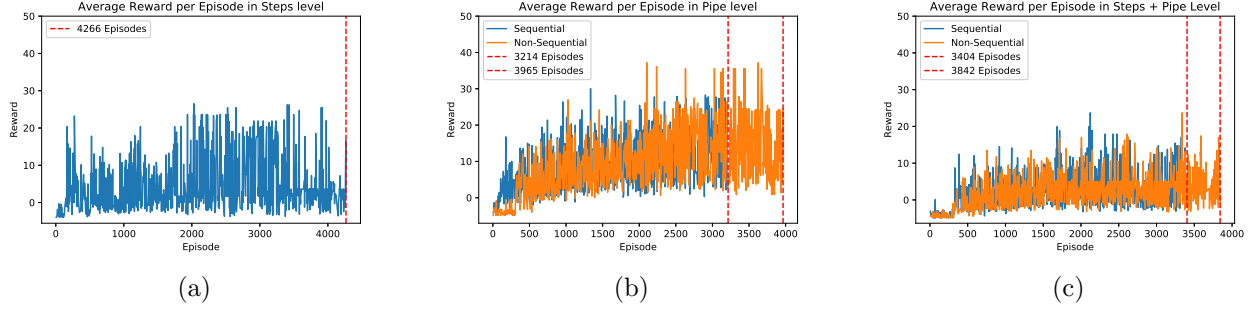 Average Reward per Episode in Steps level
50
40
30
20
10
0
Reward
4266 Episodes
0
1000
2000
3000
4000
Episode
(a)
Average Reward per Episode in Pipe level
50
40
30
20
10
0
Reward
Sequential
Non-Sequential
3214 Episodes
3965 Episodes
0
500
1000
1500
2000
2500
3000
3500
4000
Episode
(b)
Average Reward per Episode in Steps + Pipe Level
50
40
30
20
10
0
Reward
Sequential
Non-Sequential
3404 Episodes
3842 Episodes
0
500
1000
1500
2000
2500
3000
3500
4000
Episode
(c)